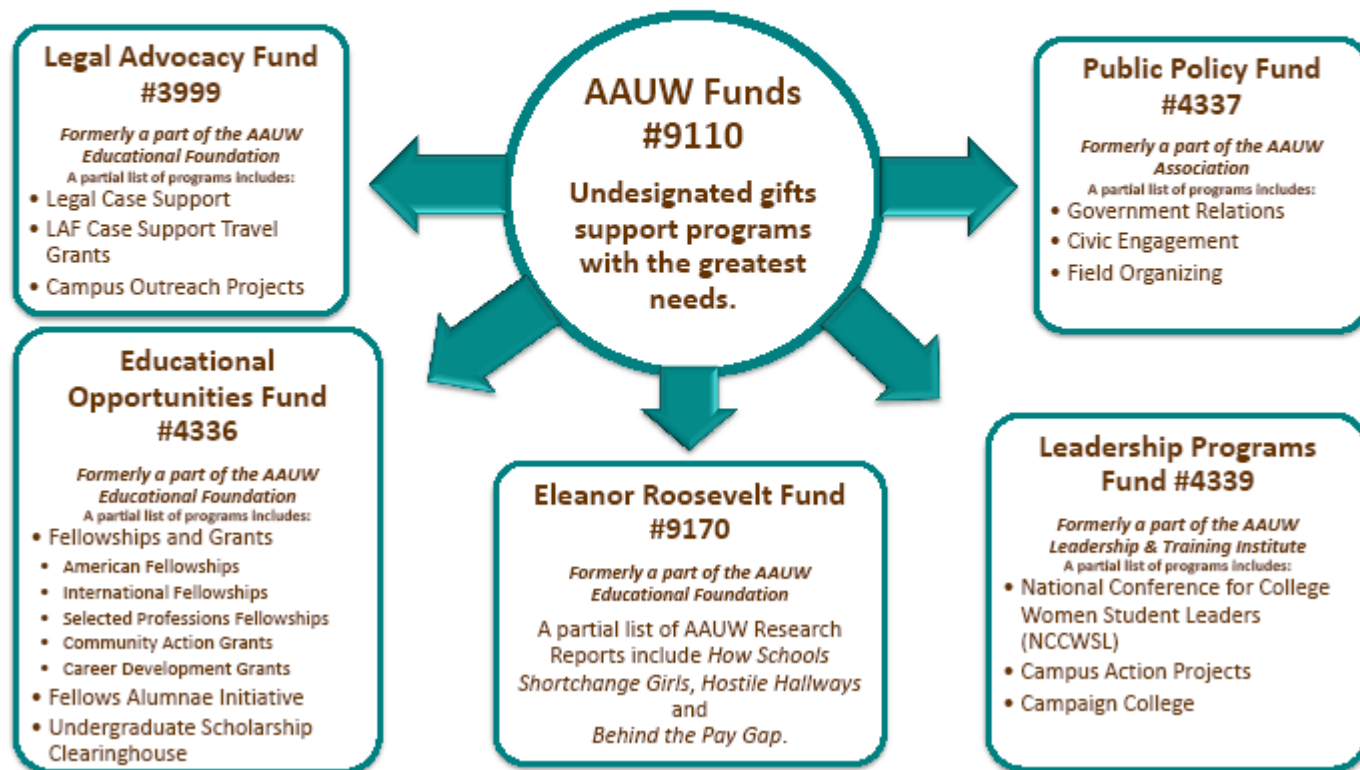 Legal Advocacy Fund
#3999
Formerly a part of the AAUW
Educational Foundation
A partial list of programs includes:
• Legal Case Support
• LAF Case Support Travel
Grants
• Campus Outreach Projects
AAUW Funds
#9110
Undesignated gifts
support programs
with the greatest
needs.
Public Policy Fund
#4337
Formerly a part of the AAUW
Association
A partial list of programs includes:
• Government Relations
• Civic Engagement
• Field Organizing
Educational
Opportunities Fund
#4336
Formerly a part of the AAUW
Educational Foundation
A partial list of programs includes:
• Fellowships and Grants
• American Fellowships
• International Fellowships
• Selected Professions Fellowships
• Community Action Grants
• Career Development Grants
• Fellows Alumnae Initiative
• Undergraduate Scholarship
Clearinghouse
Eleanor Roosevelt Fund
#9170
Formerly a part of the AAUW
Educational Foundation
A partial list of AAUW Research
Reports include How Schools
Shortchange Girls, Hostile Hallways
and
Behind the Pay Gap.
Leadership Programs
Fund #4339
Formerly a part of the AAUW
Leadership & Training Institute
A partial list of programs includes:
• National Conference for College
Women Student Leaders
(NCCWSL)
• Campus Action Projects
• Campaign College